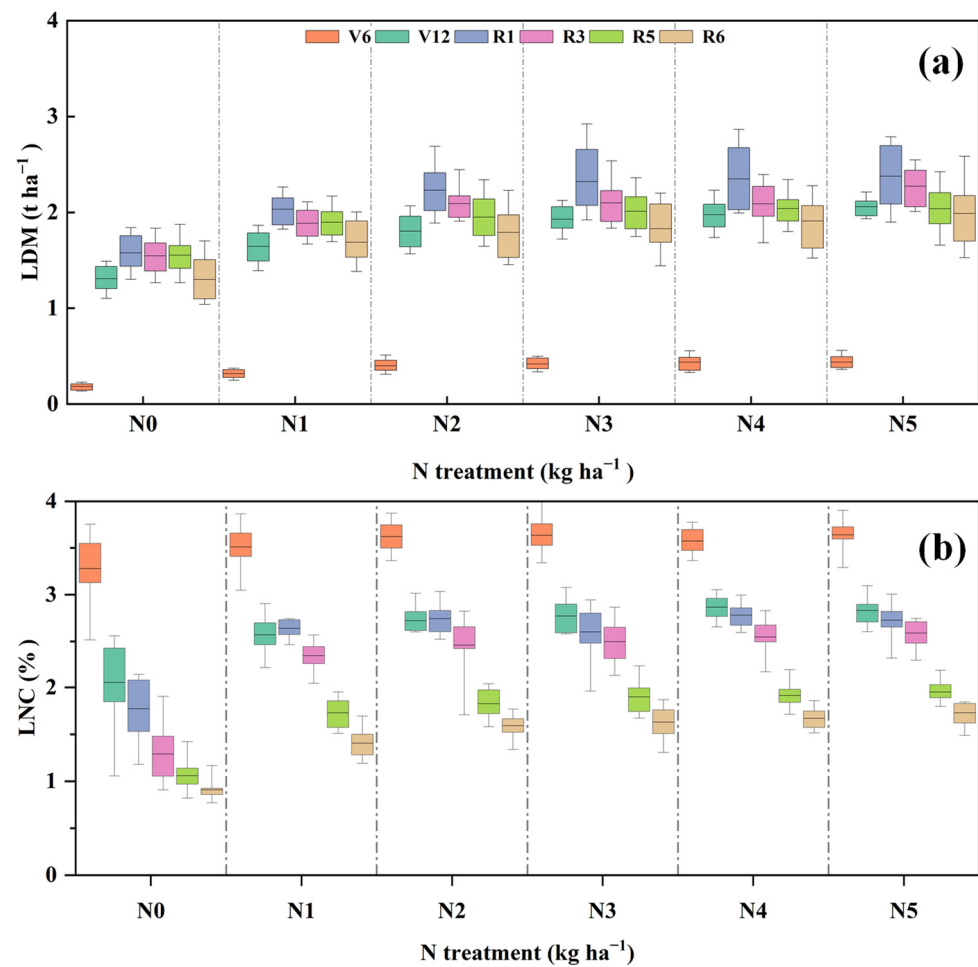 4
V6 V12 R1 R3 R5 R6
(a)
3
LDM (t ha⁻¹)
2
1
0
N0 N1 N2 N3 N4 N5
N treatment (kg ha⁻¹ )
4
(b)
3
LNC (%)
2
1
0
N0 N1 N2 N3 N4 N5
N treatment (kg ha⁻¹)